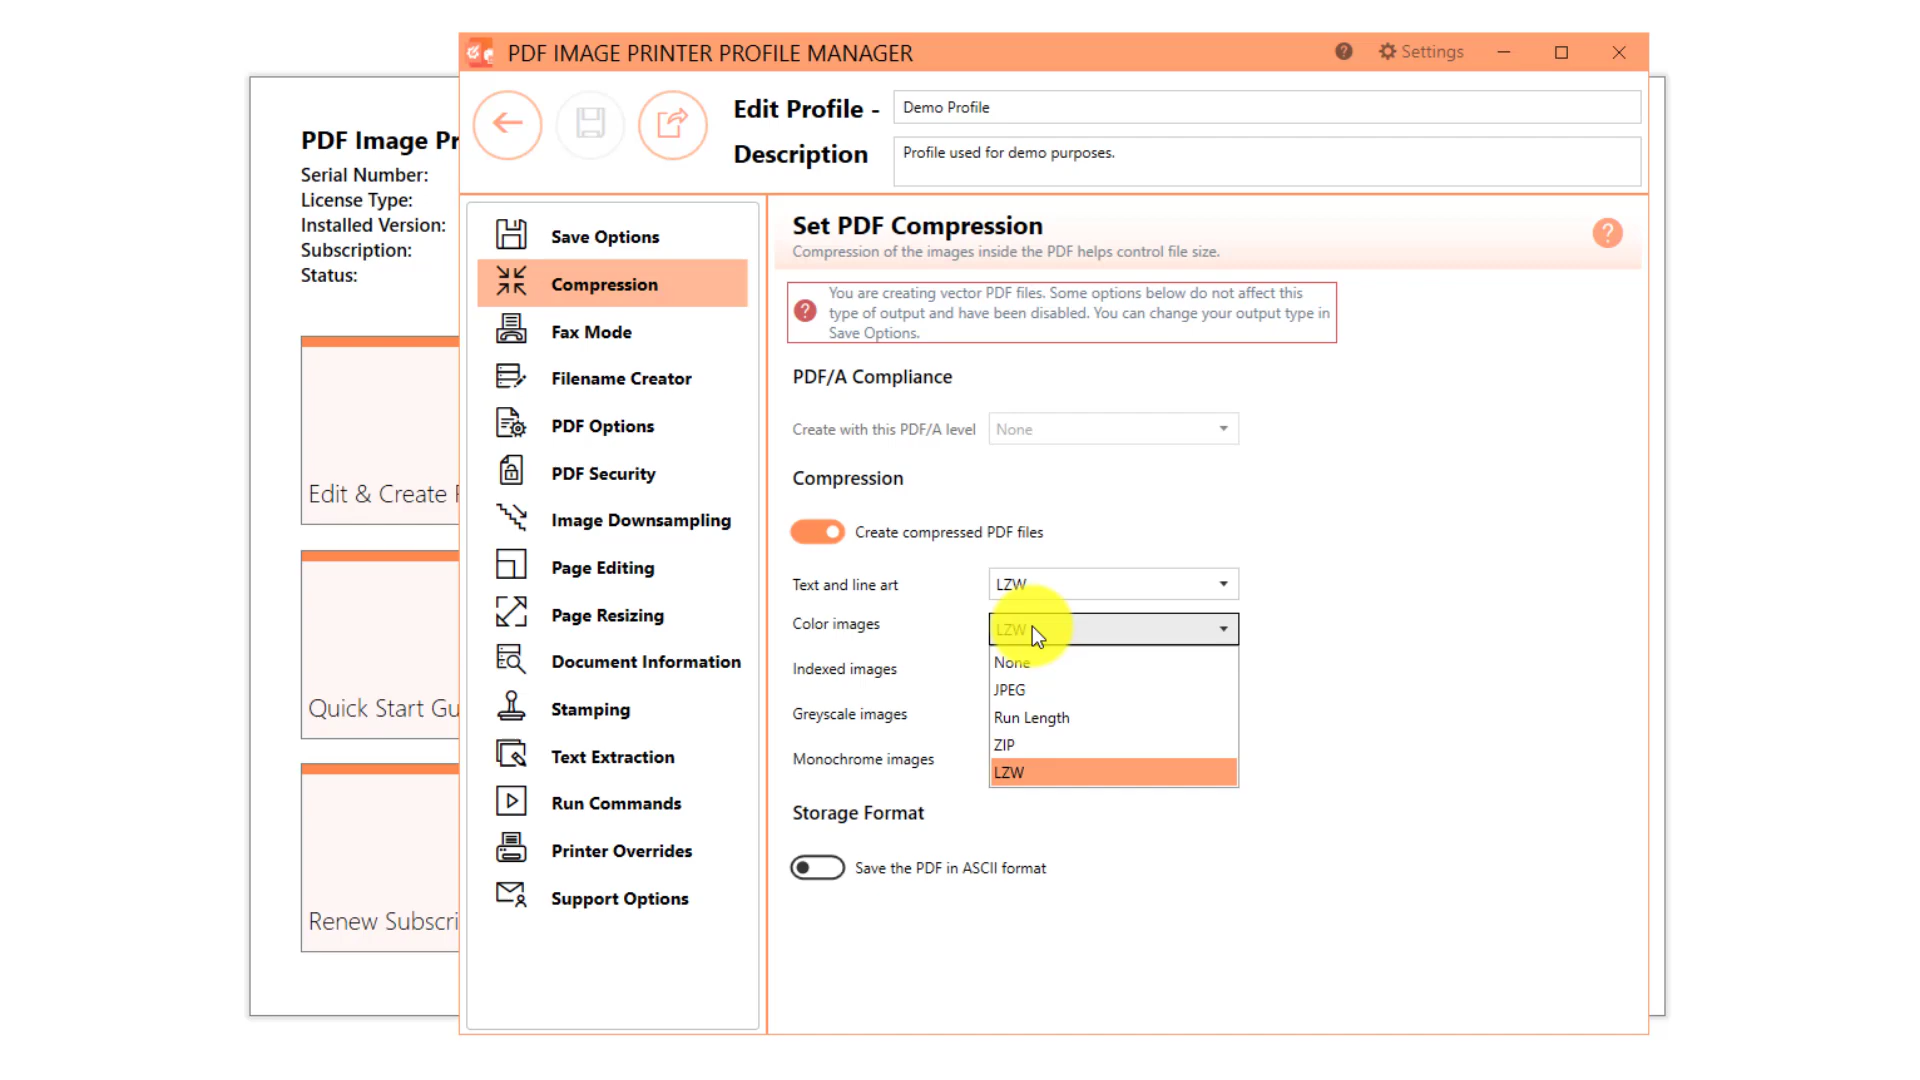 PDF IMAGE PRINTER PROFILE MANAGER
Settings
PDF Image Pr
Serial Number:
License Type:
Installed Version:
Subscription:
Status:
Edit & Create
Quick Start Gu
Renew Subscri
Edit Profile -
Demo Profile
Description
Profile used for demo purposes.
Save Options
Compression
Fax Mode
Filename Creator
PDF Options
PDF Security
Image Downsampling
Page Editing
Page Resizing
Document Information
Stamping
Text Extraction
Run Commands
Printer Overrides
Support Options
Set PDF Compression
Compression of the images inside the PDF helps control file size.
You are creating vector PDF files. Some options below do not affect this
type of output and have been disabled. You can change your output type in
Save Options.
PDF/A Compliance
Create with this PDF/A level
None
Compression
Create compressed PDF files
Text and line art
LZW
Color images
LZW
None
Indexed images
JPEG
Greyscale images
Run Length
ZIP
Monochrome images
LZW
Storage Format
Save the PDF in ASCII format